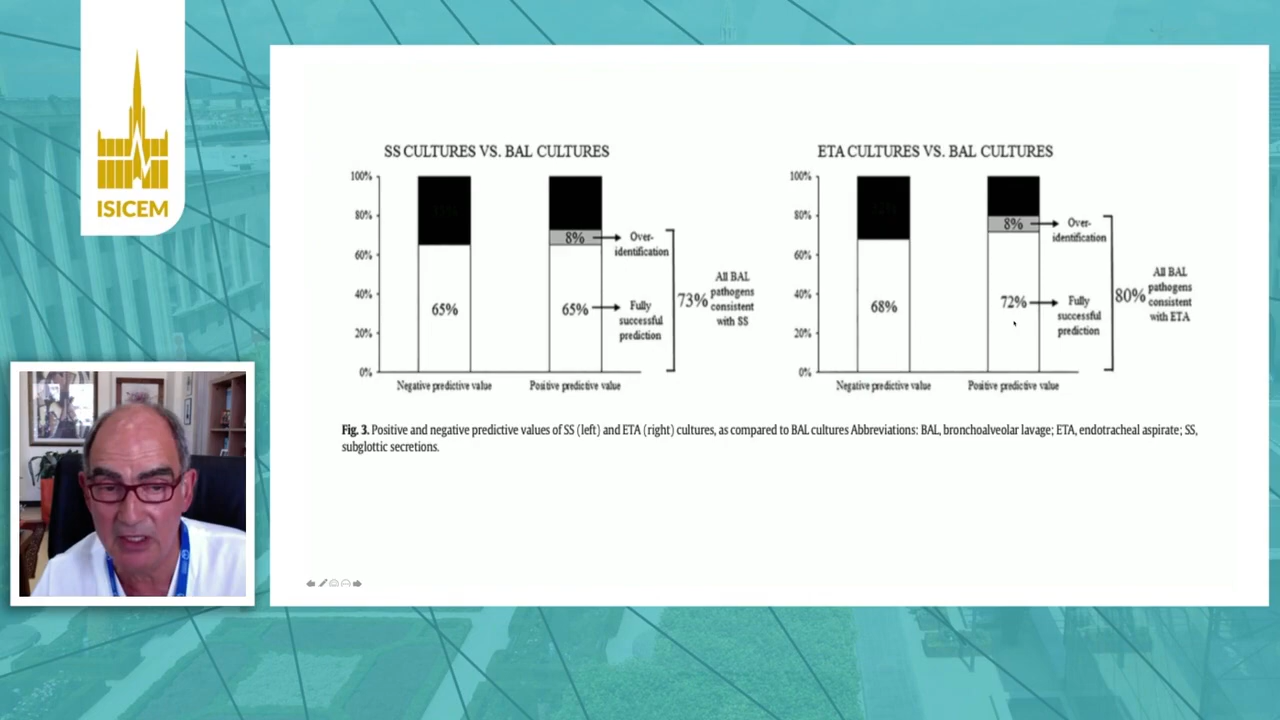 ISICEM
SS CULTURES VS. BAL CULTURES
100%
80%
60%
40%
20%
0%
65%
8%
65%
Over-
identification
Fully
successful
prediction
73%
All BAL
pathogens
consistent
with SS
Negative predictive value
Positive predictive value
ETA CULTURES VS. BAL CULTURES
100%
80%
60%
40%
20%
0%
68%
8%
72%
Over-
identification
Fully
successful
prediction
80%
All BAL
pathogens
consistent
with ETA
Negative predictive value
Positive predictive value
Fig. 3. Positive and negative predictive values of SS (left) and ETA (right) cultures, as compared to BAL cultures Abbreviations: BAL, bronchoalveolar lavage; ETA, endotracheal aspirate; SS,
subglottic secretions.